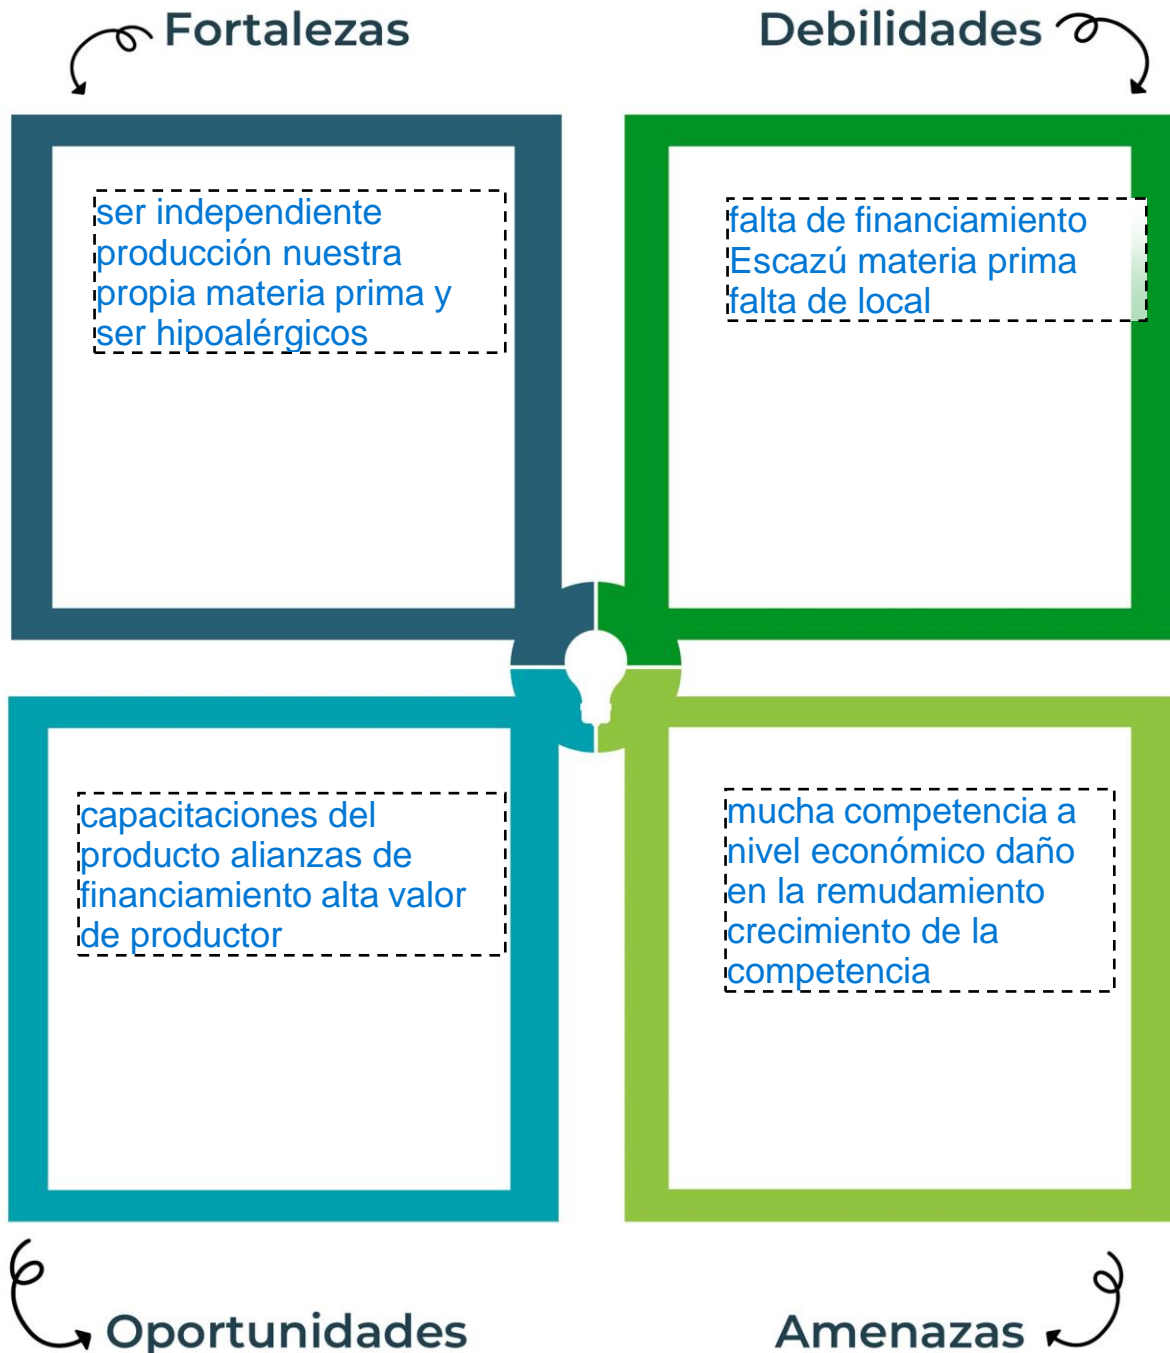 Fortalezas
Debilidades
ser independiente
producción nuestra
propia materia prima y
ser hipoalérgicos
falta de financiamiento
Escazú materia prima
falta de local
capacitaciones del
producto alianzas de
financiamiento alta valor
de productor
mucha competencia a
nivel económico daño
en la remudamiento
crecimiento de la
competencia
Oportunidades
Amenazas